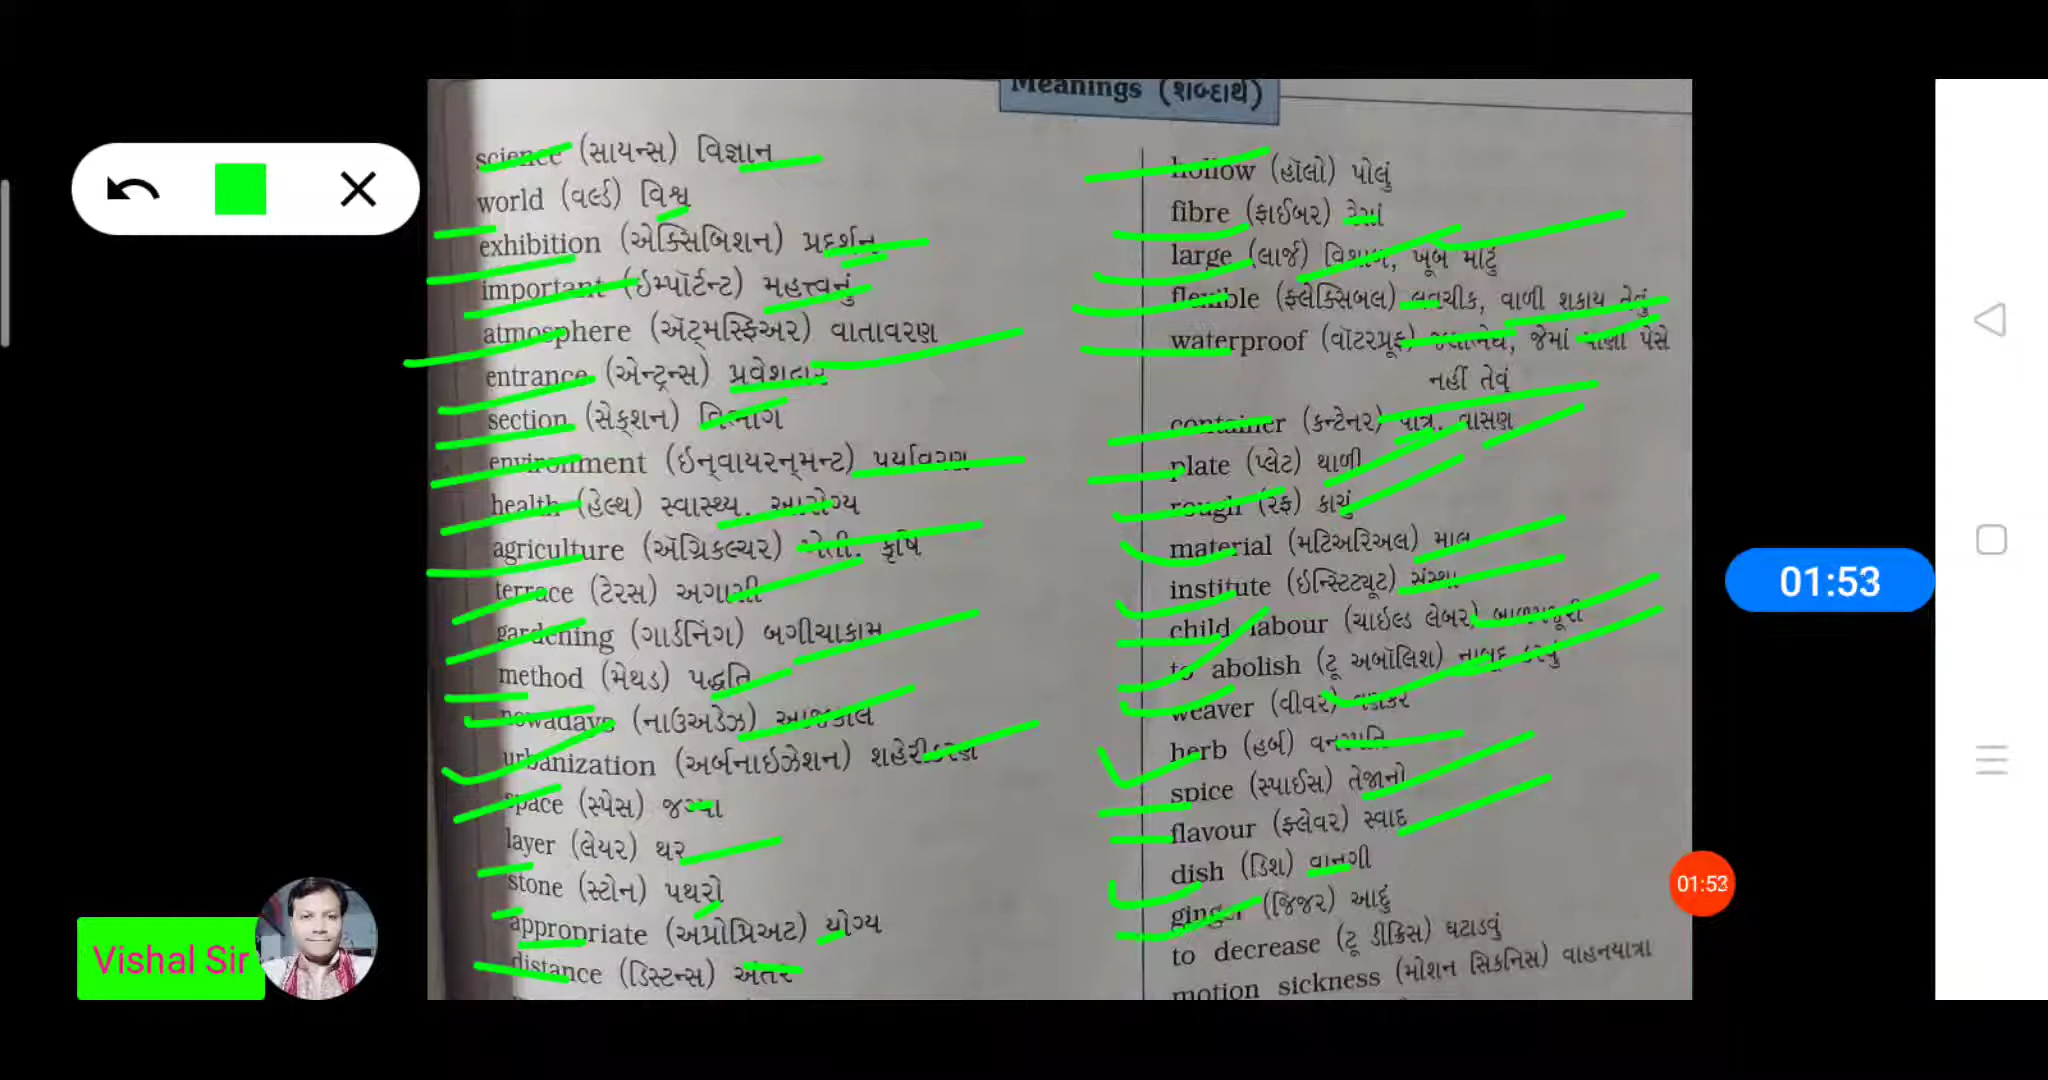 Meanings (શબ્દાર્થ)
science (સાયન્સ) વિજ્ઞાન
world (વર્લ્ડ) વિશ્વ
exhibition (એક્સિબિશન) પ્રદર્શન
important (ઇમ્પૉર્ટન્ટ) મહત્ત્વનું
atmosphere (ઍટ્મસ્ફિઅર) વાતાવરણ
entrance (એન્ટ્રન્સ) પ્રવેશદ્વાર
section (સેક્શન) વિભાગ
environment (ઇન્વાયરન્મન્ટ) પર્યાવરણ
health (હેલ્થ) સ્વાસ્થ્ય, આરોગ્ય
agriculture (ઍગ્રિકલ્ચર) ખેતી, કૃષિ
terrace (ટેરસ) અગાસી
gardening (ગાર્ડનિંગ) બગીચાકામ
method (મેથડ) પદ્ધતિ
nowadays (નાઉઅડેઝ) આજકાલ
urbanization (અર્બનાઇઝેશન) શહેરીકરણ
space (સ્પેસ) જગ્યા
layer (લેયર) થર
stone (સ્ટોન) પથરો
appropriate (અપ્રોપ્રિઅટ) યોગ્ય
distance (ડિસ્ટન્સ) અંતર
hollow (હૉલો) પોલું
fibre (ફાઈબર) રેસાં
large (લાર્જ) વિશાળ, ખૂબ મોટું
flexible (ફ્લેક્સિબલ) લવચીક, વાળી શકાય તેવું
waterproof (વૉટરપ્રૂફ) જલાભેદ્ય, જેમાં પાણી પેસે
નહીં તેવું
container (કન્ટેનર) પાત્ર, વાસણ
plate (પ્લેટ) થાળી
rough (રફ) કાચું
material (મટિઅરિઅલ) માલ
institute (ઇન્સ્ટિટ્યૂટ) સંસ્થા
child labour (ચાઇલ્ડ લેબર) બાળમજૂરી
to abolish (ટૂ અબૉલિશ) નાબૂદ કરવું
weaver (વીવર) વણકર
herb (હર્બ) વનસ્પતિ
spice (સ્પાઈસ) તેજાનો
flavour (ફ્લેવર) સ્વાદ
dish (ડિશ) વાનગી
ginger (જિંજર) આદું
to decrease (ટૂ ડીક્રિસ) ઘટાડવું
motion sickness (મોશન સિકનિસ) વાહનયાત્રા
01:53
01:53
Vishal Sir